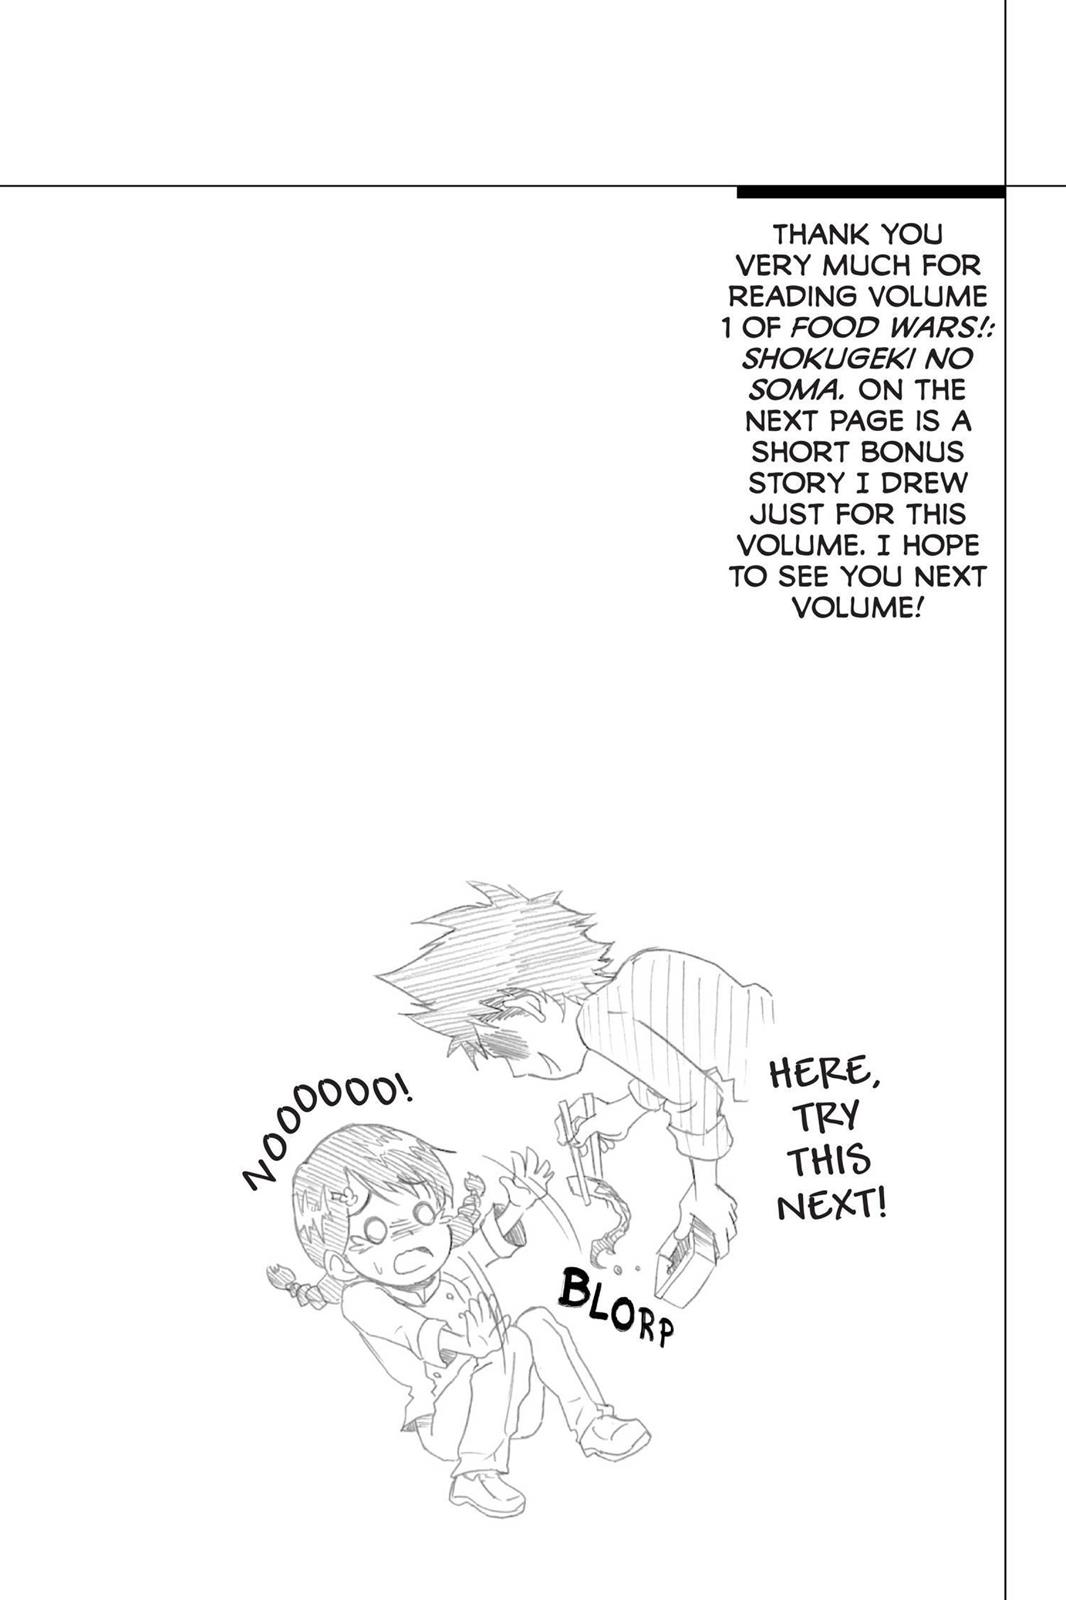 THANK YOU
VERY MUCH FOR
READING VOLUME
1 OF FOOD WARS!:
SHOKUGEKI NO
SOMA. ON THE
NEXT PAGE IS A
SHORT BONUS
STORY I DREW
JUST FOR THIS
VOLUME. I HOPE
TO SEE YOU NEXT
VOLUME!
HERE,
TRY
THIS
NEXT!
NOOOOOO!
BLORP